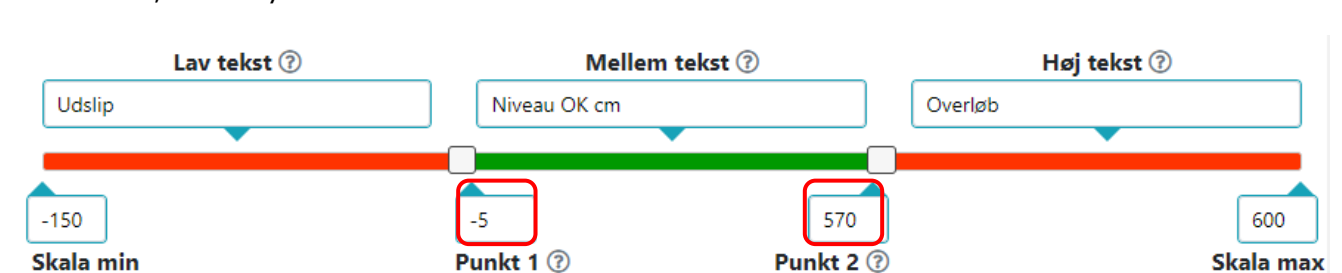 Lav tekst ? Mellem tekst ? Høj tekst ?
Udslip Niveau OK cm Overløb
-150 -5 570 600
Skala min Punkt 1 ? Punkt 2 ? Skala max